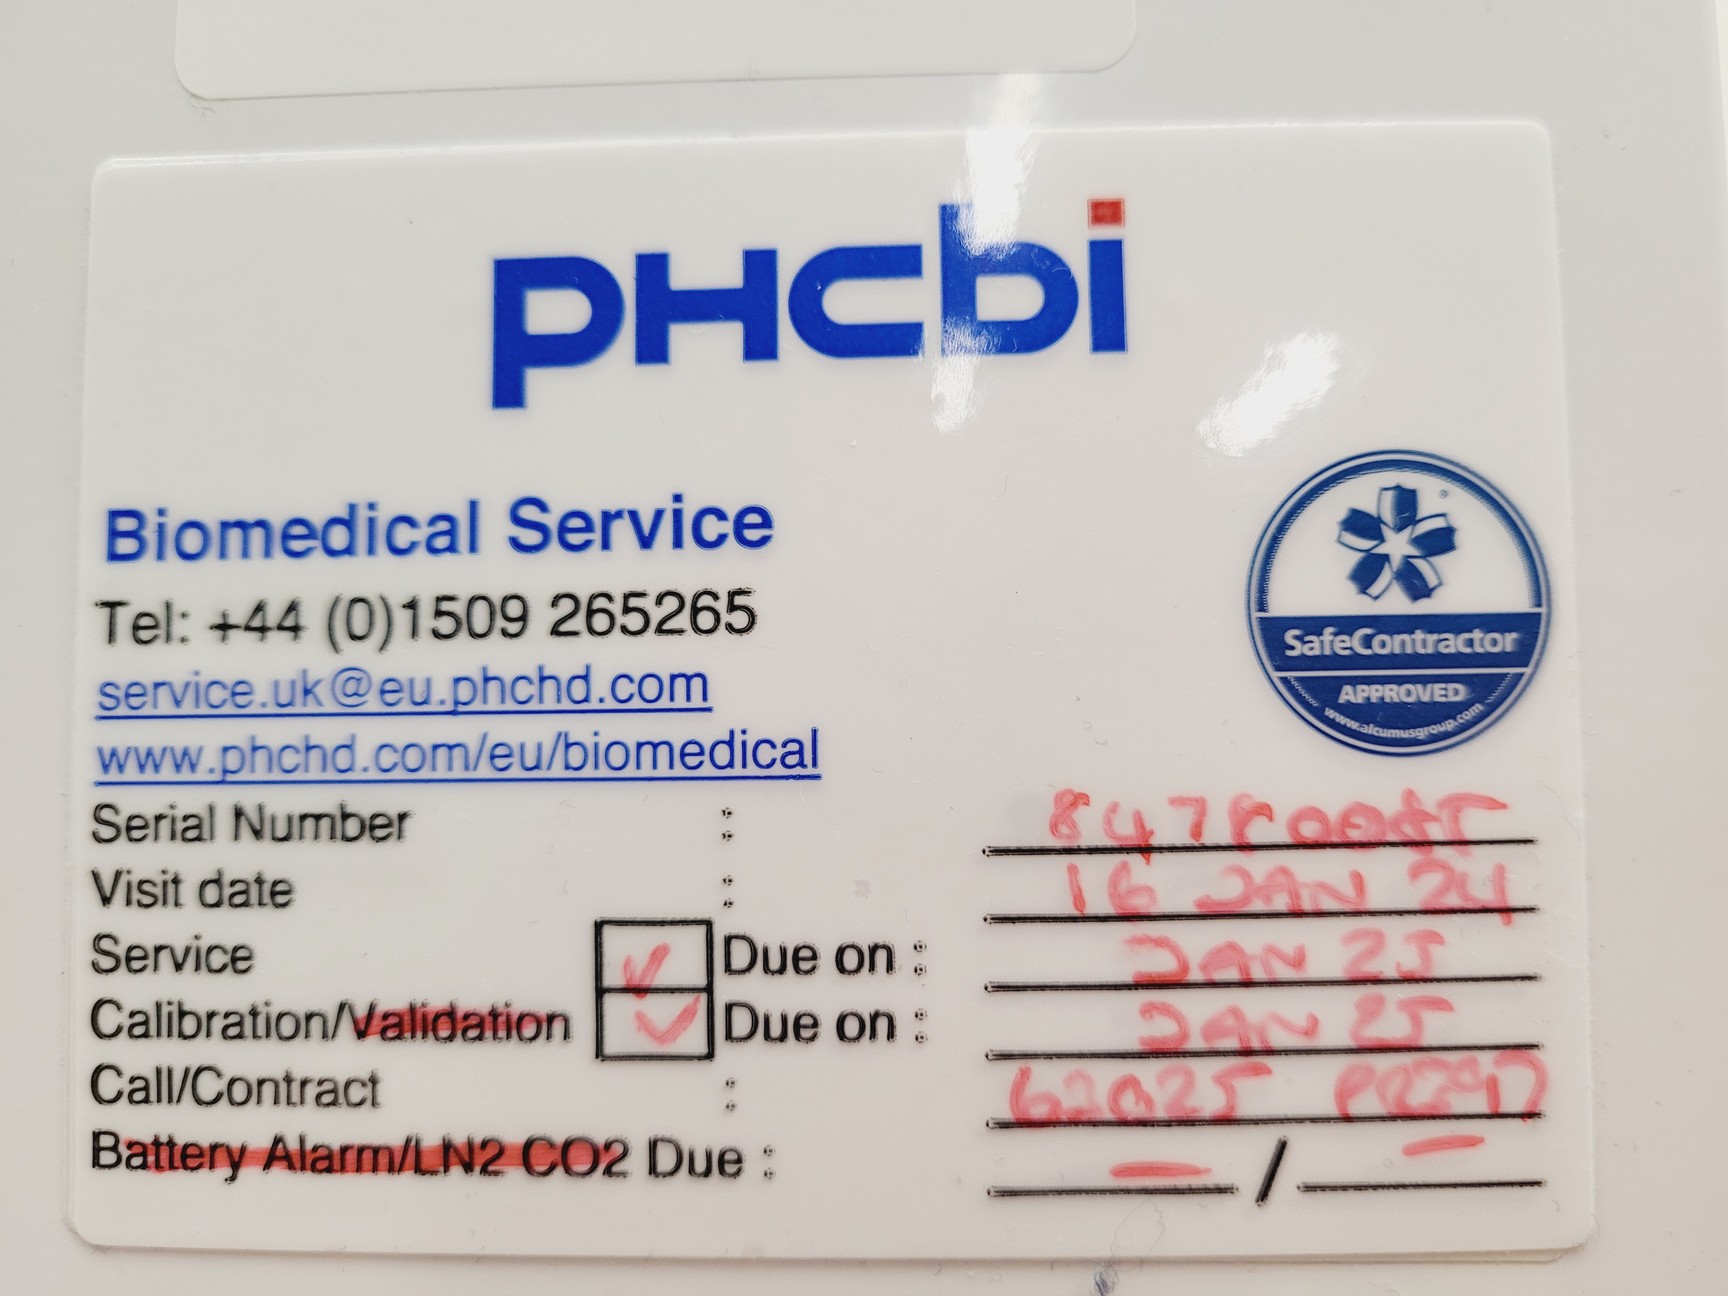 PHCbi
Biomedical Service
Tel: +44 (0)1509 265265
service.uk@eu.phchd.com
www.phchd.com/eu/biomedical
SafeContractor
APPROVED
www.alcumusgroup.com
Serial Number :
Visit date : 16 JAN 24
Service ✓ Due on : JAN 25
Calibration/Validation ✓ Due on : JAN 25
Call/Contract : 62025
Battery Alarm/LN2 CO2 Due : — / —